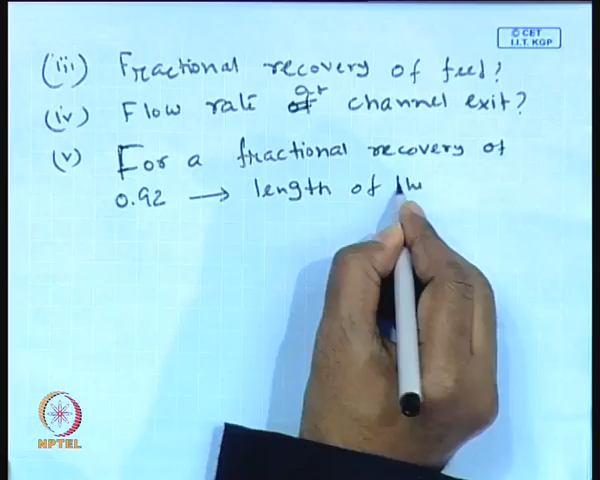 © CET
I.I.T. KGP
(iii) Fractional recovery of feed?
(iv) Flow rate at channel exit?
(v) For a fractional recovery of
0.92 → length of
NPTEL